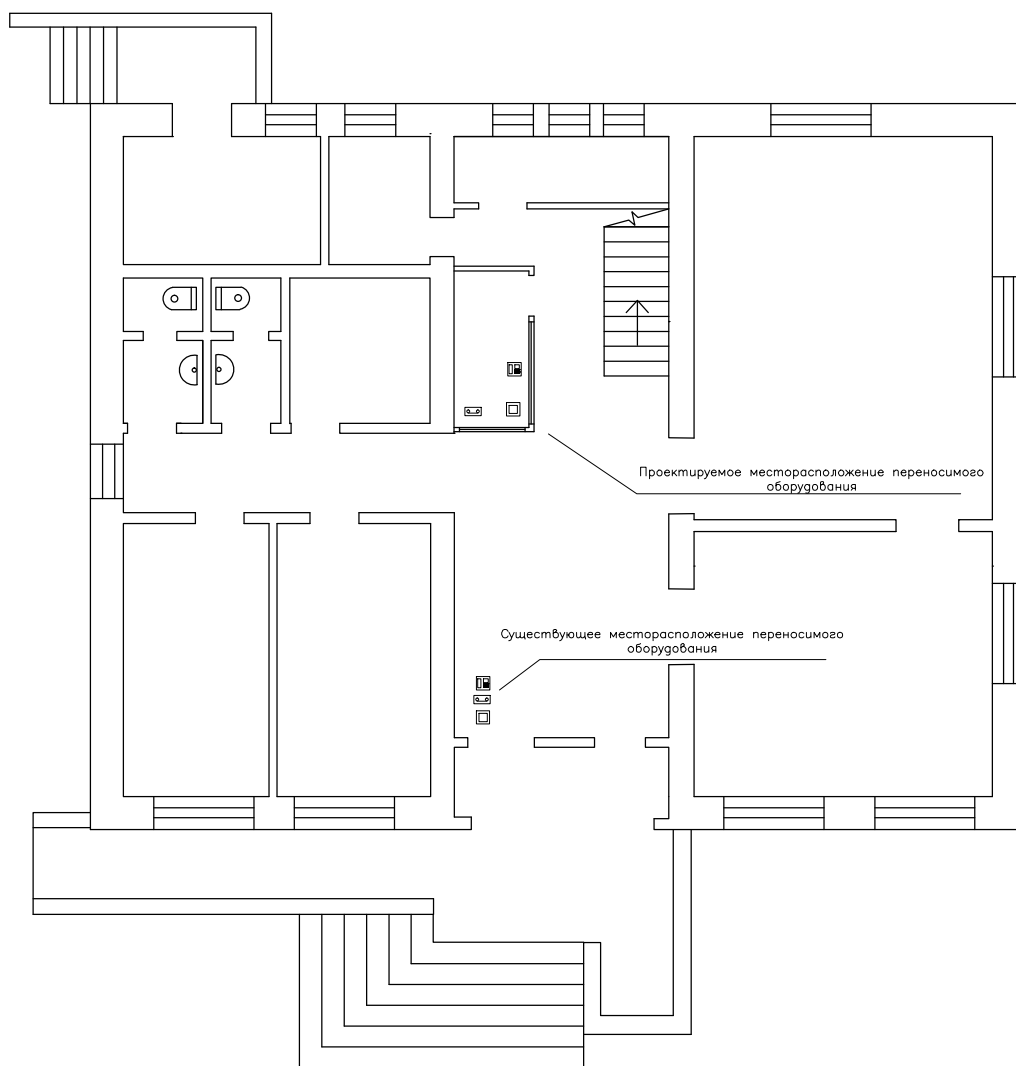 Проектируемое месторасположение переносимого
оборудования
Существующее месторасположение переносимого
оборудования